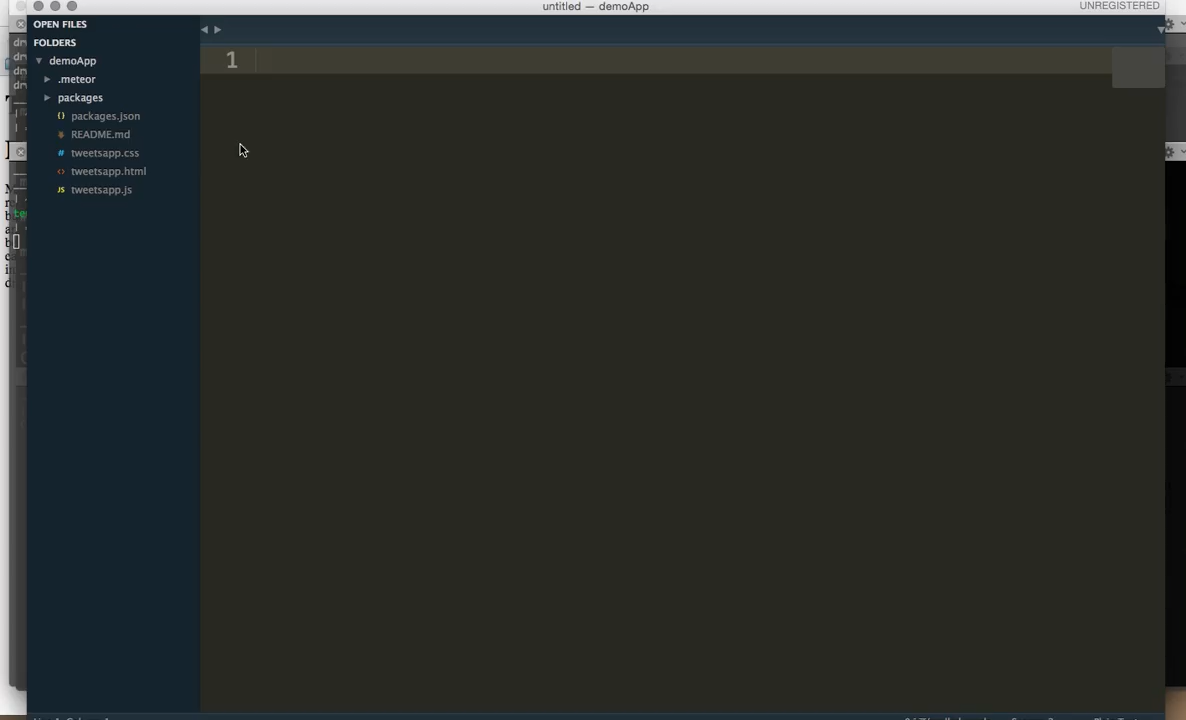 untitled — demoApp
UNREGISTERED
OPEN FILES
FOLDERS
demoApp
.meteor
packages
packages.json
README.md
tweetsapp.css
tweetsapp.html
tweetsapp.js
1